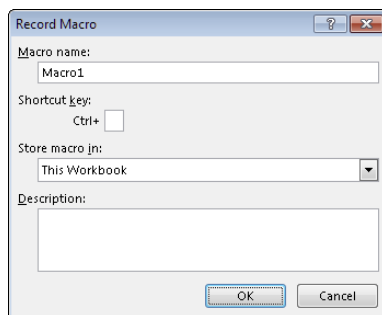 Record Macro
?
Macro name:
Macro1
Shortcut key:
Ctrl+
Store macro in:
This Workbook
Description:
OK Cancel